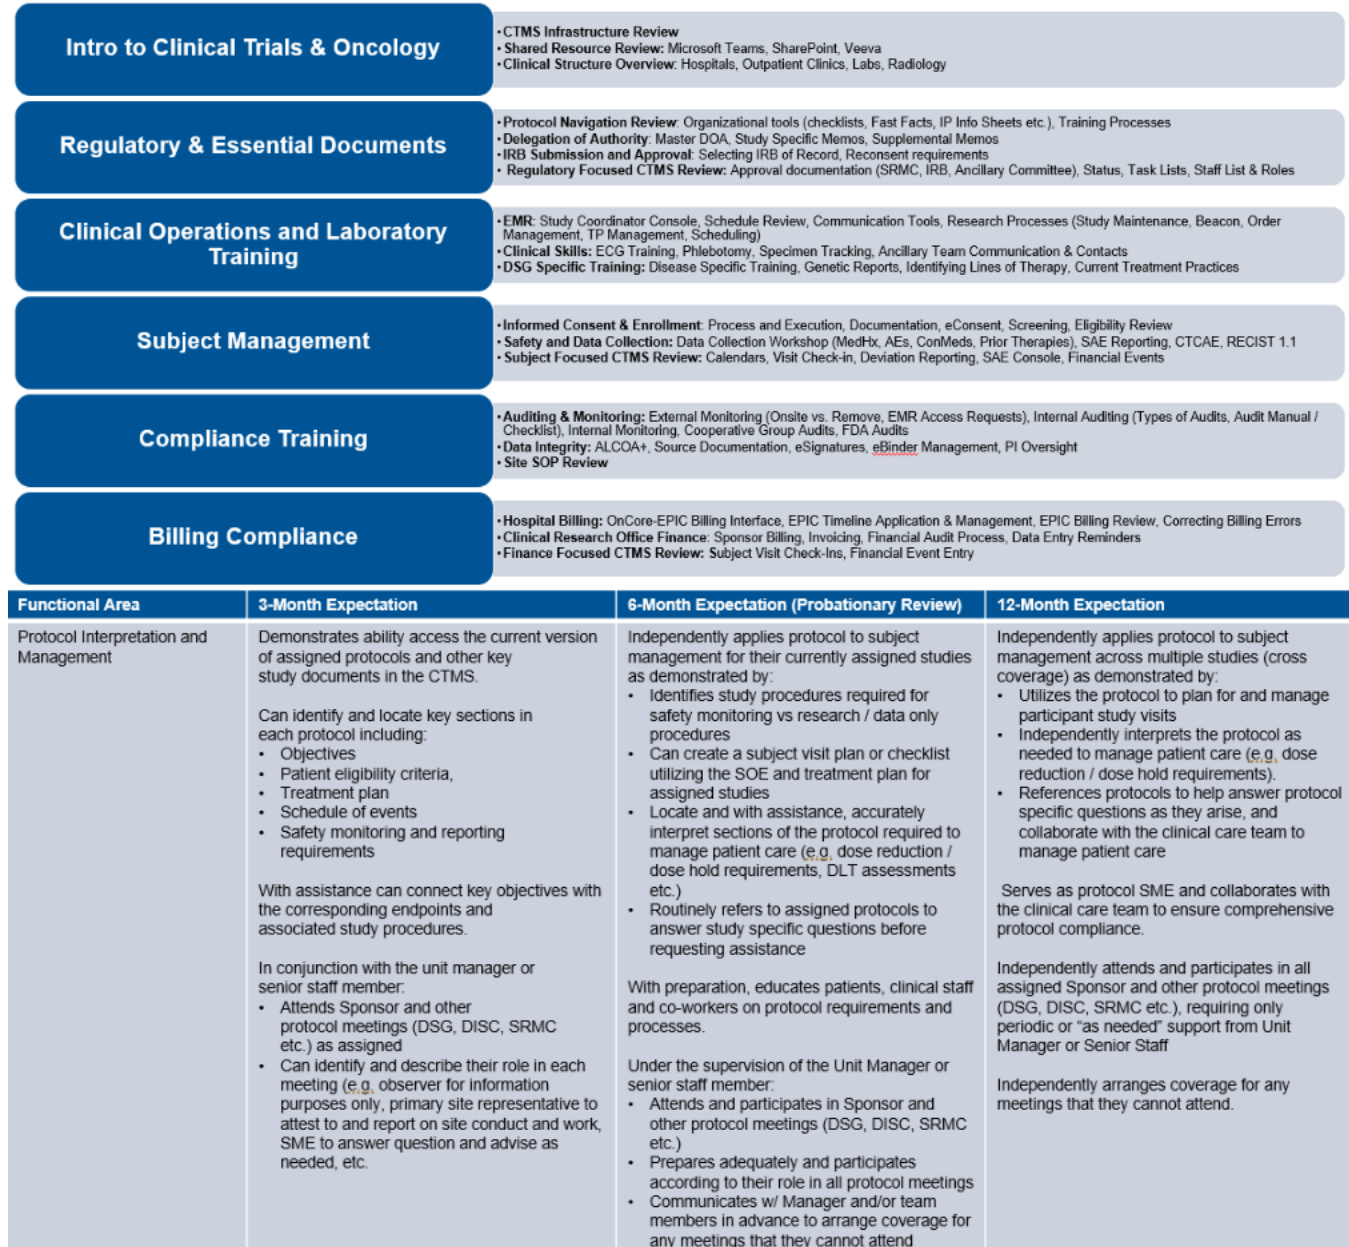 Intro to Clinical Trials & Oncology
•CTMS Infrastructure Review
•Shared Resource Review: Microsoft Teams, SharePoint, Veeva
•Clinical Structure Overview: Hospitals, Outpatient Clinics, Labs, Radiology
Regulatory & Essential Documents
•Protocol Navigation Review: Organizational tools (checklists, Fast Facts, IP Info Sheets etc.), Training Processes
•Delegation of Authority: Master DOA, Study Specific Memos, Supplemental Memos
•IRB Submission and Approval: Selecting IRB of Record, Reconsent requirements
• Regulatory Focused CTMS Review: Approval documentation (SRMC, IRB, Ancillary Committee), Status, Task Lists, Staff List & Roles
Clinical Operations and Laboratory
Training
•EMR: Study Coordinator Console, Schedule Review, Communication Tools, Research Processes (Study Maintenance, Beacon, Order
Management, TP Management, Scheduling)
•Clinical Skills: ECG Training, Phlebotomy, Specimen Tracking, Ancillary Team Communication & Contacts
•DSG Specific Training: Disease Specific Training, Genetic Reports, Identifying Lines of Therapy, Current Treatment Practices
Subject Management
•Informed Consent & Enrollment: Process and Execution, Documentation, eConsent, Screening, Eligibility Review
•Safety and Data Collection: Data Collection Workshop (MedHx, AEs, ConMeds, Prior Therapies), SAE Reporting, CTCAE, RECIST 1.1
•Subject Focused CTMS Review: Calendars, Visit Check-in, Deviation Reporting, SAE Console, Financial Events
Compliance Training
•Auditing & Monitoring: External Monitoring (Onsite vs. Remove, EMR Access Requests), Internal Auditing (Types of Audits, Audit Manual /
Checklist), Internal Monitoring, Cooperative Group Audits, FDA Audits
•Data Integrity: ALCOA+, Source Documentation, eSignatures, eBinder Management, PI Oversight
•Site SOP Review
Billing Compliance
•Hospital Billing: OnCore-EPIC Billing Interface, EPIC Timeline Application & Management, EPIC Billing Review, Correcting Billing Errors
•Clinical Research Office Finance: Sponsor Billing, Invoicing, Financial Audit Process, Data Entry Reminders
•Finance Focused CTMS Review: Subject Visit Check-Ins, Financial Event Entry
Functional Area
3-Month Expectation
6-Month Expectation (Probationary Review)
12-Month Expectation
Protocol Interpretation and
Management
Demonstrates ability access the current version
of assigned protocols and other key
study documents in the CTMS.
Can identify and locate key sections in
each protocol including:
• Objectives
• Patient eligibility criteria,
• Treatment plan
• Schedule of events
• Safety monitoring and reporting
requirements
With assistance can connect key objectives with
the corresponding endpoints and
associated study procedures.
In conjunction with the unit manager or
senior staff member:
• Attends Sponsor and other
protocol meetings (DSG, DISC, SRMC
etc.) as assigned
• Can identify and describe their role in each
meeting (e.g. observer for information
purposes only, primary site representative to
attest to and report on site conduct and work,
SME to answer question and advise as
needed, etc.
Independently applies protocol to subject
management for their currently assigned studies
as demonstrated by:
• Identifies study procedures required for
safety monitoring vs research / data only
procedures
• Can create a subject visit plan or checklist
utilizing the SOE and treatment plan for
assigned studies
• Locate and with assistance, accurately
interpret sections of the protocol required to
manage patient care (e.g. dose reduction /
dose hold requirements, DLT assessments
etc.)
• Routinely refers to assigned protocols to
answer study specific questions before
requesting assistance
With preparation, educates patients, clinical staff
and co-workers on protocol requirements and
processes.
Under the supervision of the Unit Manager or
senior staff member:
• Attends and participates in Sponsor and
other protocol meetings (DSG, DISC, SRMC
etc.)
• Prepares adequately and participates
according to their role in all protocol meetings
• Communicates w/ Manager and/or team
members in advance to arrange coverage for
any meetings that they cannot attend
Independently applies protocol to subject
management across multiple studies (cross
coverage) as demonstrated by:
• Utilizes the protocol to plan for and manage
participant study visits
• Independently interprets the protocol as
needed to manage patient care (e.g. dose
reduction / dose hold requirements).
• References protocols to help answer protocol
specific questions as they arise, and
collaborate with the clinical care team to
manage patient care
Serves as protocol SME and collaborates with
the clinical care team to ensure comprehensive
protocol compliance.
Independently attends and participates in all
assigned Sponsor and other protocol meetings
(DSG, DISC, SRMC etc.), requiring only
periodic or "as needed" support from Unit
Manager or Senior Staff
Independently arranges coverage for any
meetings that they cannot attend.